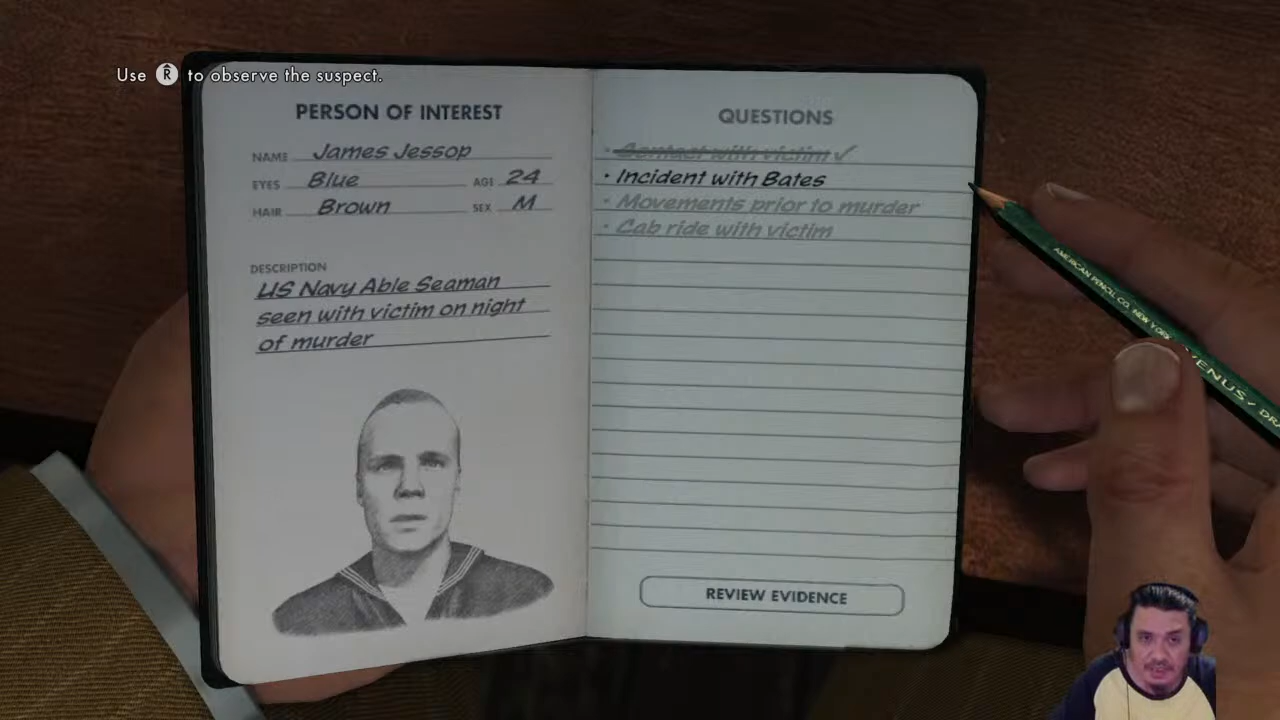 Use R to observe the suspect.
PERSON OF INTEREST
NAME James Jessop
EYES Blue AGE 24
HAIR Brown SEX M
DESCRIPTION
US Navy Able Seaman
seen with victim on night
of murder
QUESTIONS
· Contact with victim ✓
· Incident with Bates
· Movements prior to murder
· Cab ride with victim
REVIEW EVIDENCE
AMERICAN PENCIL CO. NEW YORK
VENUS